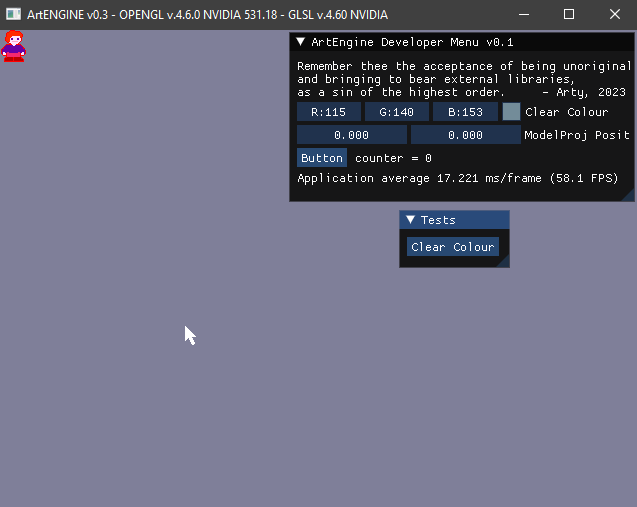 ArtENGINE v0.3 - OPENGL v.4.6.0 NVIDIA 531.18 - GLSL v.4.60 NVIDIA
ArtEngine Developer Menu v0.1
Remember thee the acceptance of being unoriginal
and bringing to bear external libraries,
as a sin of the highest order. - Arty, 2023
R:115 G:140 B:153 Clear Colour
0.000 0.000 ModelProj Posit
Button counter = 0
Application average 17.221 ms/frame (58.1 FPS)
Tests
Clear Colour